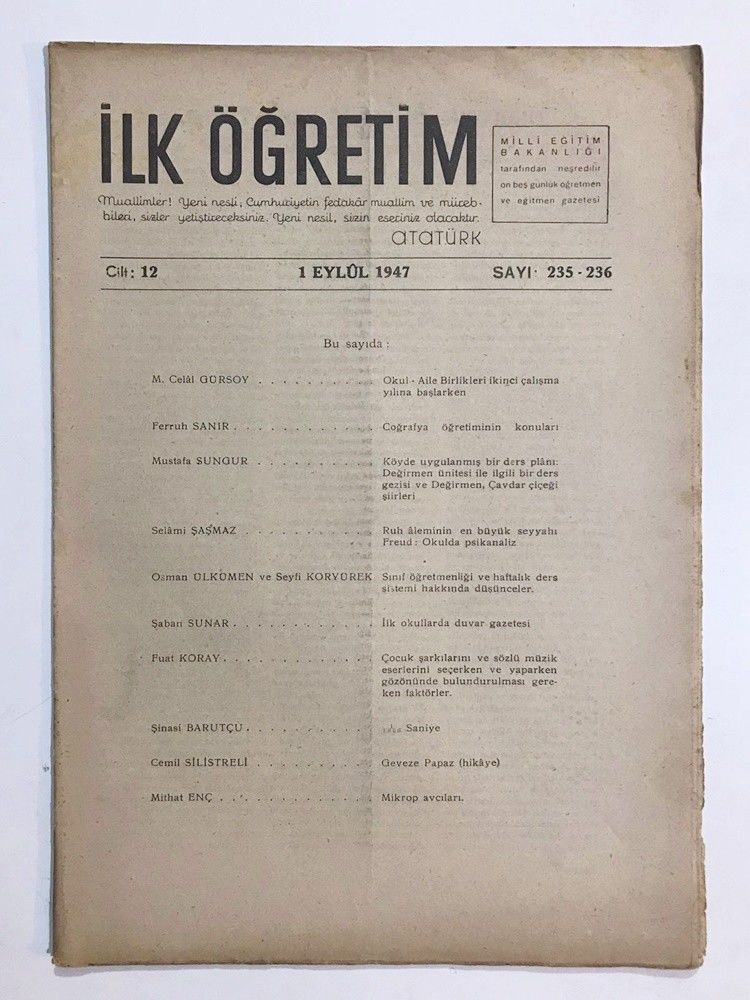 İLK ÖĞRETİM
MİLLİ EĞİTİM
BAKANLIĞI
tarafından neşredilir
on beş günlük öğretmen
ve eğitmen gazetesi
Muallimler! Yeni nesli, Cumhuriyetin fedakâr muallim ve müreb-
bileri, sizler yetiştireceksiniz. Yeni nesil, sizin eseriniz olacaktır.
ATATÜRK
Cilt: 12 1 EYLÛL 1947 SAYI: 235 - 236
Bu sayıda :
M. Celâl GÜRSOY . . . . . . . . . . Okul - Aile Birlikleri ikinci çalışma
yılına başlarken
Ferruh SANIR . . . . . . . . . . . . Coğrafya öğretiminin konuları
Mustafa SUNGUR . . . . . . . . . . Köyde uygulanmış bir ders plânı:
Değirmen ünitesi ile ilgili bir ders
gezisi ve Değirmen, Çavdar çiçeği
şiirleri
Selâmi ŞAŞMAZ . . . . . . . . . . . Ruh âleminin en büyük seyyahı
Freud : Okulda psikanaliz
Osman ÜLKÜMEN ve Seyfi KORYÜREK Sınıf öğretmenliği ve haftalık ders
sistemi hakkında düşünceler.
Şaban SUNAR . . . . . . . . . . . . İlk okullarda duvar gazetesi
Fuat KORAY . . . . . . . . . . . . . Çocuk şarkılarını ve sözlü müzik
eserlerini seçerken ve yaparken
gözönünde bulundurulması gere-
ken faktörler.
Şinasi BARUTÇU . . . . . . . . . . . Saniye
Cemil SİLİSTRELİ . . . . . . . . . . Geveze Papaz (hikâye)
Mithat ENÇ . . . . . . . . . . . . . Mikrop avcıları.